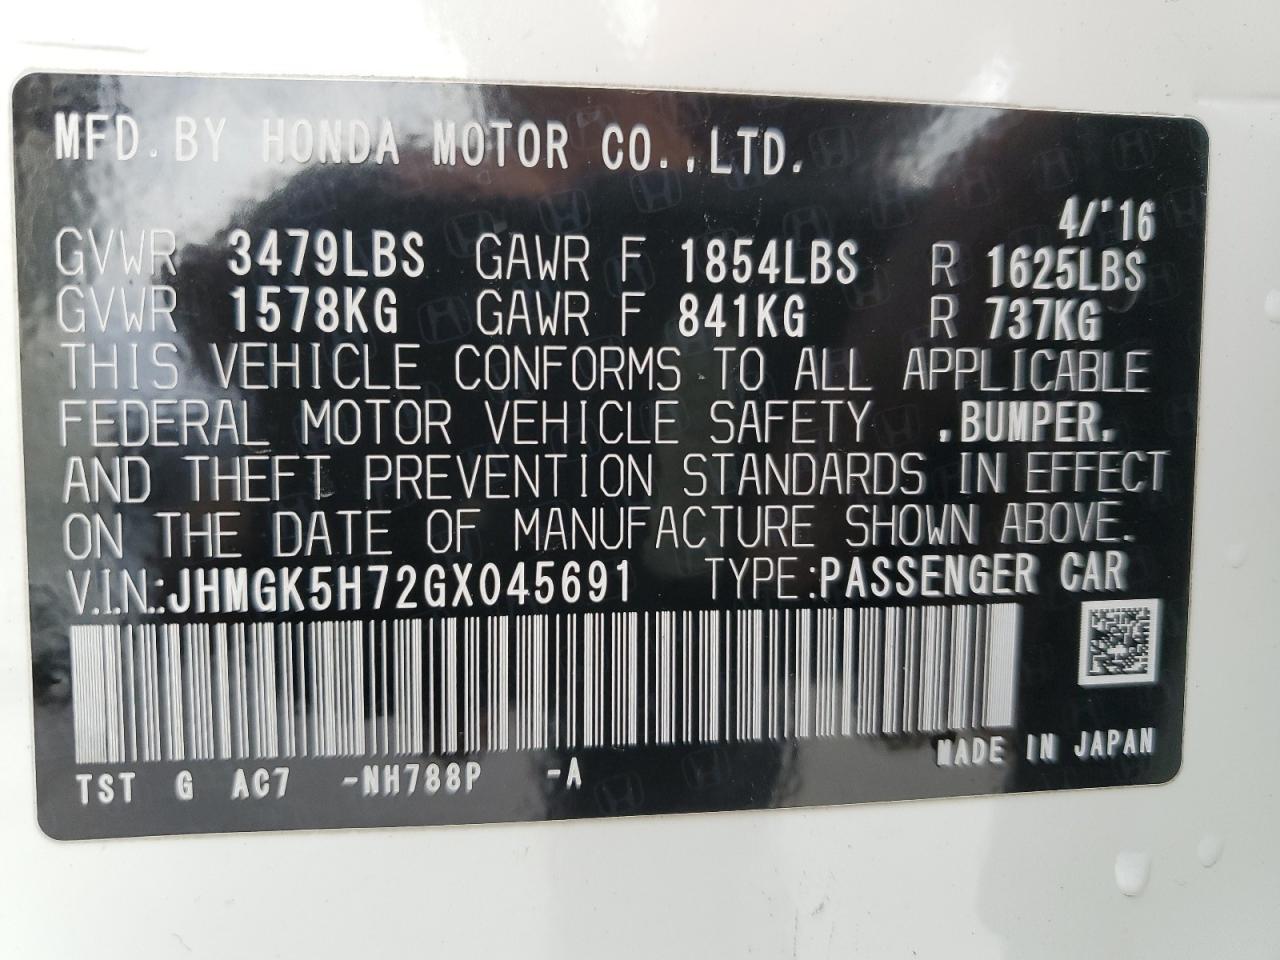 MFD. BY HONDA MOTOR CO.,LTD.
4/'16
GVWR 3479LBS GAWR F 1854LBS R 1625LBS
GVWR 1578KG GAWR F 841KG R 737KG
THIS VEHICLE CONFORMS TO ALL APPLICABLE
FEDERAL MOTOR VEHICLE SAFETY ,BUMPER,
AND THEFT PREVENTION STANDARDS IN EFFECT
ON THE DATE OF MANUFACTURE SHOWN ABOVE.
V.I.N.:JHMGK5H72GX045691 TYPE:PASSENGER CAR
MADE IN JAPAN
TST G AC7 -NH788P -A